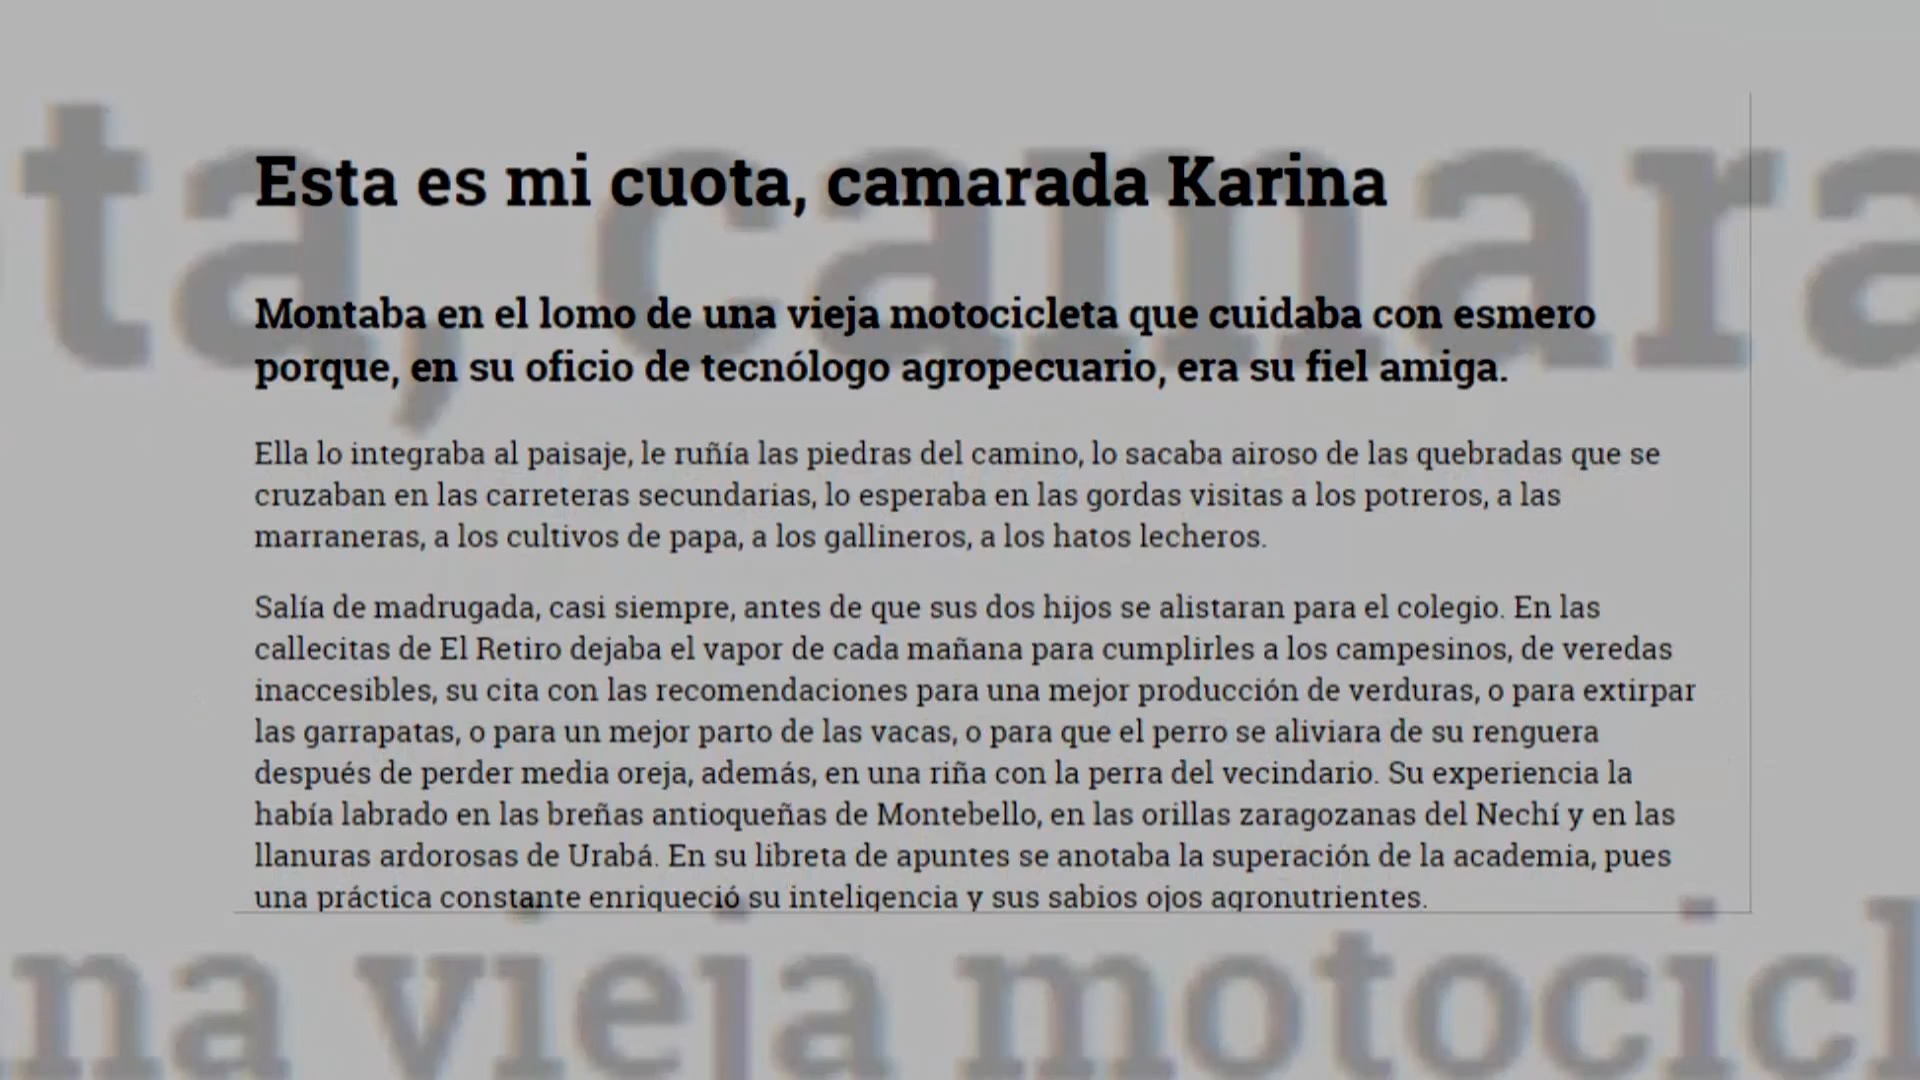 Esta es mi cuota, camarada Karina
Montaba en el lomo de una vieja motocicleta que cuidaba con esmero
porque, en su oficio de tecnólogo agropecuario, era su fiel amiga.
Ella lo integraba al paisaje, le ruñía las piedras del camino, lo sacaba airoso de las quebradas que se
cruzaban en las carreteras secundarias, lo esperaba en las gordas visitas a los potreros, a las
marraneras, a los cultivos de papa, a los gallineros, a los hatos lecheros.
Salía de madrugada, casi siempre, antes de que sus dos hijos se alistaran para el colegio. En las
callecitas de El Retiro dejaba el vapor de cada mañana para cumplirles a los campesinos, de veredas
inaccesibles, su cita con las recomendaciones para una mejor producción de verduras, o para extirpar
las garrapatas, o para un mejor parto de las vacas, o para que el perro se aliviara de su renguera
después de perder media oreja, además, en una riña con la perra del vecindario. Su experiencia la
había labrado en las breñas antioqueñas de Montebello, en las orillas zaragozanas del Nechí y en las
llanuras ardorosas de Urabá. En su libreta de apuntes se anotaba la superación de la academia, pues
una práctica constante enriqueció su inteligencia y sus sabios ojos agronutrientes.
ta, camara
na vieja motocicl